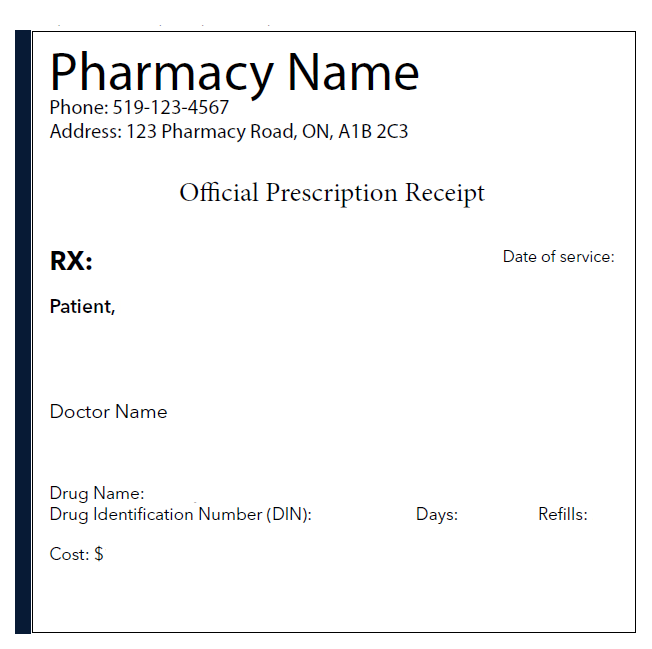 Pharmacy Name
Phone: 519-123-4567
Address: 123 Pharmacy Road, ON, A1B 2C3
Official Prescription Receipt
RX:
Date of service:
Patient,
Doctor Name
Drug Name:
Drug Identification Number (DIN): Days: Refills:
Cost: $